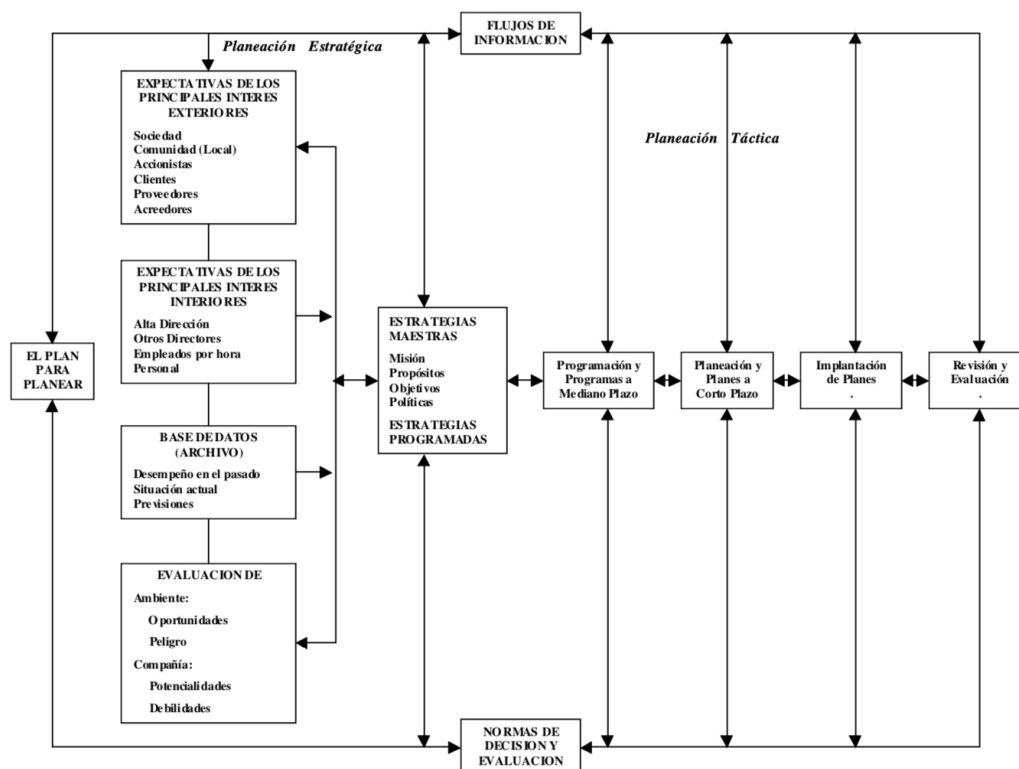 FLUJOS DE
INFORMACION
Planeación Estratégica
EXPECTATIVAS DE LOS
PRINCIPALES INTERES
EXTERIORES
Sociedad
Comunidad (Local)
Accionistas
Clientes
Proveedores
Acreedores
Planeación Táctica
EXPECTATIVAS DE LOS
PRINCIPALES INTERES
INTERIORES
Alta Dirección
Otros Directores
Empleados por hora
Personal
EL PLAN
PARA
PLANEAR
ESTRATEGIAS
MAESTRAS
Misión
Propósitos
Objetivos
Políticas
ESTRATEGIAS
PROGRAMADAS
Programación y
Programas a
Mediano Plazo
Planeación y
Planes a
Corto Plazo
Implantación
de Planes
.
Revisión y
Evaluación
.
BASE DE DATOS
(ARCHIVO)
Desempeño en el pasado
Situación actual
Previsiones
EVALUACION DE
Ambiente:
Oportunidades
Peligro
Compañía:
Potencialidades
Debilidades
NORMAS DE
DECISION Y
EVALUACION